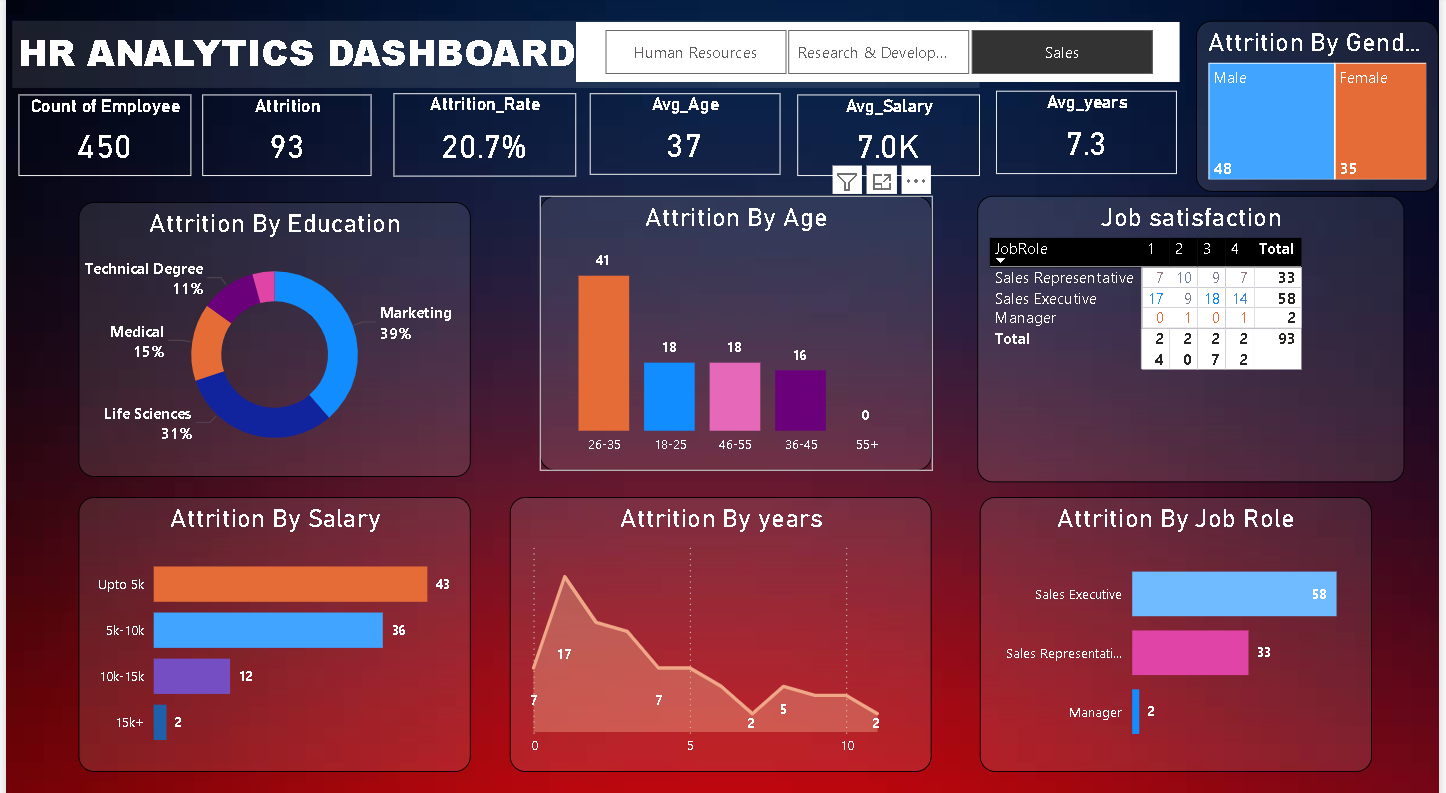 HR ANALYTICS DASHBOARD
Human Resources
Research & Develop...
Sales
Attrition By Gend...
Male
Female
48
35
Count of Employee
450
Attrition
93
Attrition_Rate
20.7%
Avg_Age
37
Avg_Salary
7.0K
Avg_years
7.3
Attrition By Education
Technical Degree
11%
Medical
15%
Life Sciences
31%
Marketing
39%
Attrition By Age
41
18
18
16
0
26-35
18-25
46-55
36-45
55+
Job satisfaction
JobRole 1 2 3 4 Total
Sales Representative 7 10 9 7 33
Sales Executive 17 9 18 14 58
Manager 0 1 0 1 2
Total 2 2 2 2 93
4 0 7 2
Attrition By Salary
Upto 5k 43
5k-10k 36
10k-15k 12
15k+ 2
Attrition By years
7
17
7
2
5
2
0 5 10
Attrition By Job Role
Sales Executive 58
Sales Representati... 33
Manager 2